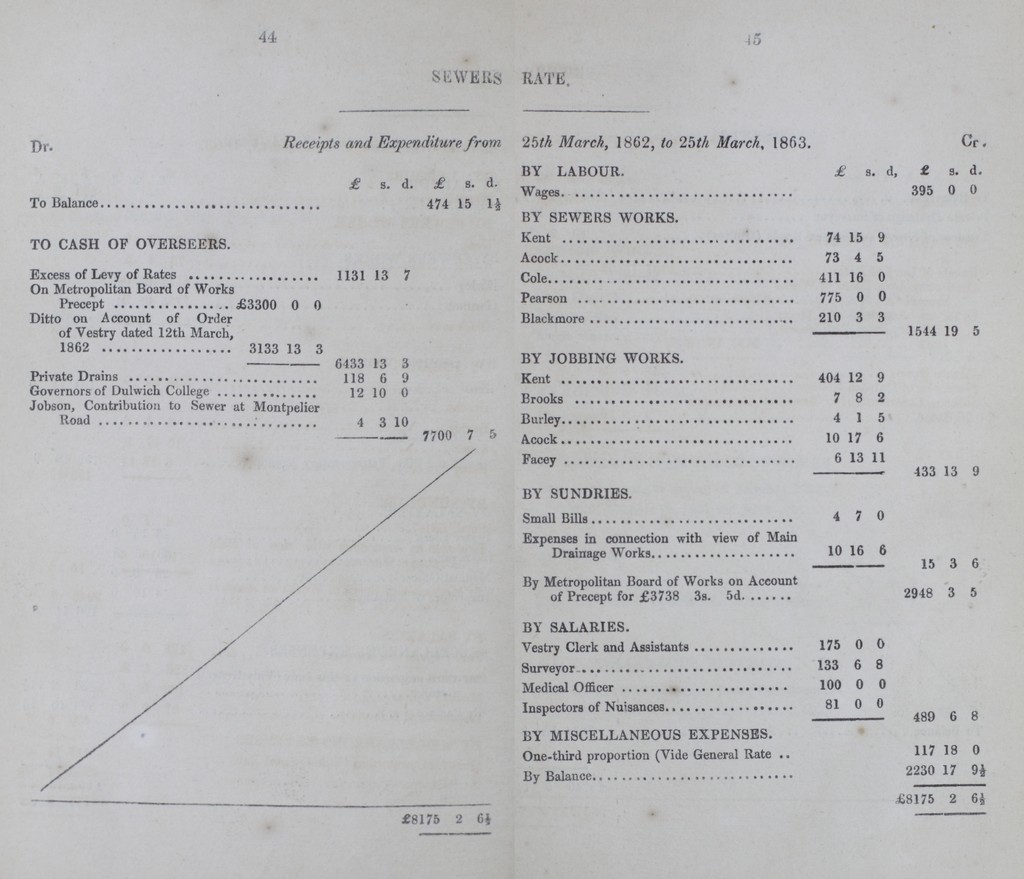 44
45
SEWERS RATE.
Receipts and Expenditure from 25th March, 1862, to 25th March, 1863.
Dr.
£ s. d. £ s. d.
To Balance............................ 474 15 1½
TO CASH OF OVERSEERS.
Excess of Levy of Rates .................. 1131 13 7
On Metropolitan Board of Works
Precept ................ £3300 0 0
Ditto on Account of Order
of Vestry dated 12th March,
1862 .................. 3133 13 3
6433 13 3
Private Drains .......................... 118 6 9
Governors of Dulwich College .............. 12 10 0
Jobson, Contribution to Sewer at Montpelier
Road .............................. 4 3 10
7700 7 5
£8175 2 6½
Cr.
BY LABOUR. £ s. d, £ s. d.
Wages................................ 395 0 0
BY SEWERS WORKS.
Kent ................................ 74 15 9
Acock................................ 73 4 5
Cole.................................. 411 16 0
Pearson .............................. 775 0 0
Blackmore ............................ 210 3 3
1544 19 5
BY JOBBING WORKS.
Kent ................................ 404 12 9
Brooks .............................. 7 8 2
Burley................................ 4 1 5
Acock................................ 10 17 6
Facey ................................ 6 13 11
433 13 9
BY SUNDRIES.
Small Bills............................ 4 7 0
Expenses in connection with view of Main
Drainage Works.................... 10 16 6
15 3 6
By Metropolitan Board of Works on Account
of Precept for £3738 3s. 5d. ...... 2948 3 5
BY SALARIES.
Vestry Clerk and Assistants .............. 175 0 0
Surveyor.............................. 133 6 8
Medical Officer ........................ 100 0 0
Inspectors of Nuisances.................. 81 0 0
489 6 8
BY MISCELLANEOUS EXPENSES.
One-third proportion (Vide General Rate .. 117 18 0
By Balance............................ 2230 17 9½
£8175 2 6½